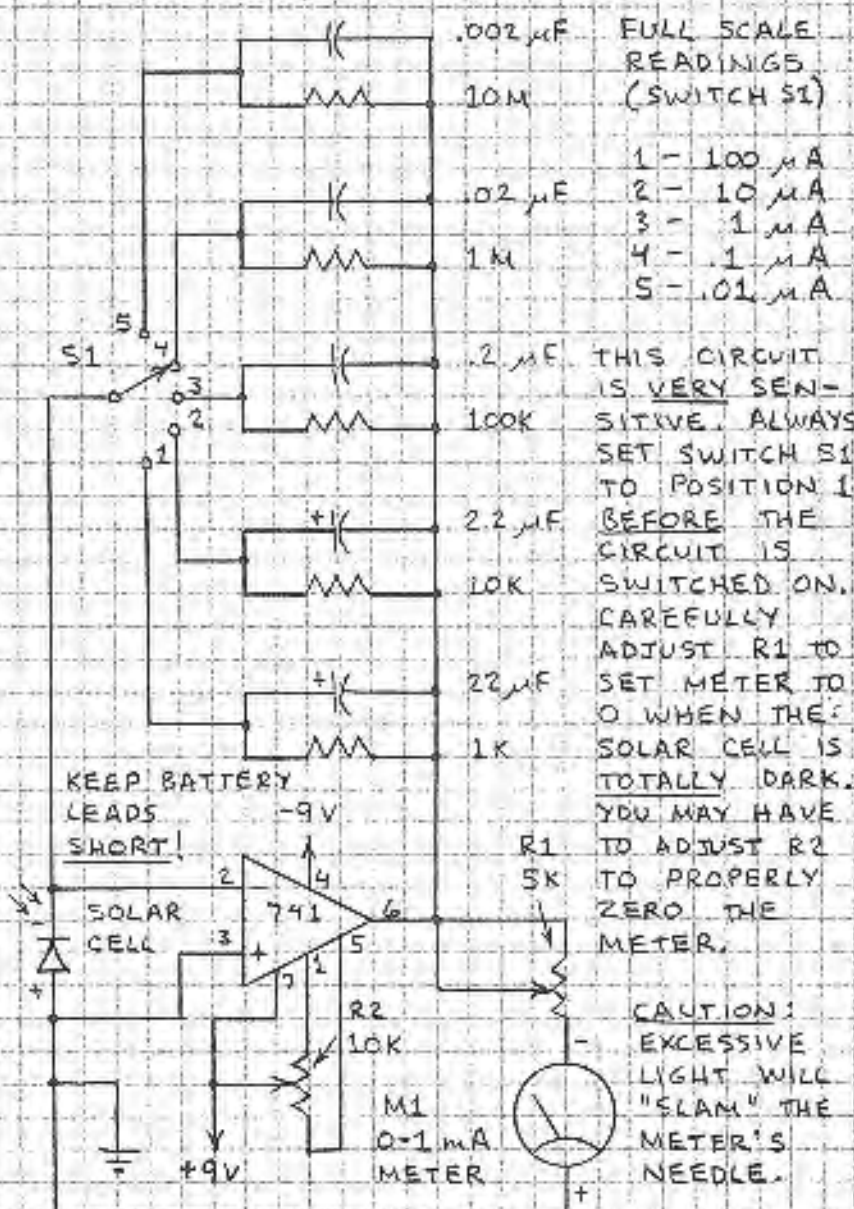 .002 µF
10M
.02 µF
1M
5
S1
4
3
2
1
.2 µF
100K
+
2.2 µF
10K
+
22 µF
1K
FULL SCALE
READINGS
(SWITCH S1)
1 - 100 µA
2 - 10 µA
3 - 1 µA
4 - .1 µA
5 - .01 µA
THIS CIRCUIT
IS VERY SEN-
SITIVE. ALWAYS
SET SWITCH S1
TO POSITION 1
BEFORE THE
CIRCUIT IS
SWITCHED ON.
CAREFULLY
ADJUST R1 TO
SET METER TO
0 WHEN THE
SOLAR CELL IS
TOTALLY DARK.
YOU MAY HAVE
TO ADJUST R2
TO PROPERLY
ZERO THE
METER.
KEEP BATTERY
LEADS
SHORT!
-9V
2
-
4
741
6
3
+
5
7
1
-
SOLAR
CELL
+
R1
5K
R2
10K
+9V
M1
0-1 mA
METER
-
+
CAUTION:
EXCESSIVE
LIGHT WILL
"SLAM" THE
METER'S
NEEDLE.